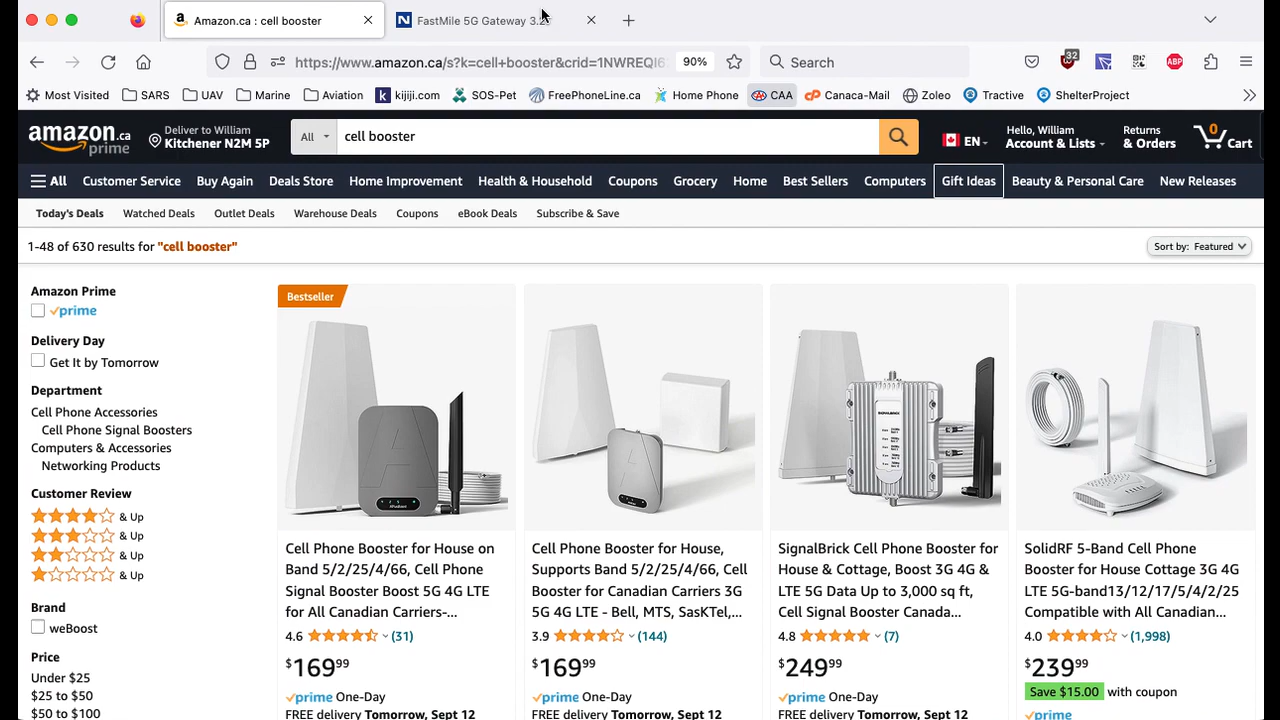 Amazon.ca : cell booster
FastMile 5G Gateway 3.2
https://www.amazon.ca/s?k=cell+booster&crid=1NWREQI6
90%
Search
32
ABP
Most Visited
SARS
UAV
Marine
Aviation
kijiji.com
SOS-Pet
FreePhoneLine.ca
Home Phone
CAA
Canaca-Mail
Zoleo
Tractive
ShelterProject
amazon.ca
prime
Deliver to William
Kitchener N2M 5P
All
cell booster
EN
Hello, William
Account & Lists
Returns
& Orders
0
Cart
All
Customer Service
Buy Again
Deals Store
Home Improvement
Health & Household
Coupons
Grocery
Home
Best Sellers
Computers
Gift Ideas
Beauty & Personal Care
New Releases
Today's Deals
Watched Deals
Outlet Deals
Warehouse Deals
Coupons
eBook Deals
Subscribe & Save
1-48 of 630 results for "cell booster"
Sort by: Featured
Amazon Prime
prime
Delivery Day
Get It by Tomorrow
Department
Cell Phone Accessories
Cell Phone Signal Boosters
Computers & Accessories
Networking Products
Customer Review
& Up
& Up
& Up
& Up
Brand
weBoost
Price
Under $25
$25 to $50
$50 to $100
Bestseller
Cell Phone Booster for House on
Band 5/2/25/4/66, Cell Phone
Signal Booster Boost 5G 4G LTE
for All Canadian Carriers-...
4.6
(31)
$169 99
prime One-Day
FREE delivery Tomorrow, Sept 12
Cell Phone Booster for House,
Supports Band 5/2/25/4/66, Cell
Booster for Canadian Carriers 3G
5G 4G LTE - Bell, MTS, SasKTel,...
3.9
(144)
$169 99
prime One-Day
FREE delivery Tomorrow, Sept 12
SignalBrick Cell Phone Booster for
House & Cottage, Boost 3G 4G &
LTE 5G Data Up to 3,000 sq ft,
Cell Signal Booster Canada...
4.8
(7)
$249 99
prime One-Day
FREE delivery Tomorrow, Sept 12
SolidRF 5-Band Cell Phone
Booster for House Cottage 3G 4G
LTE 5G-band13/12/17/5/4/2/25
Compatible with All Canadian...
4.0
(1,998)
$239 99
Save $15.00 with coupon
prime